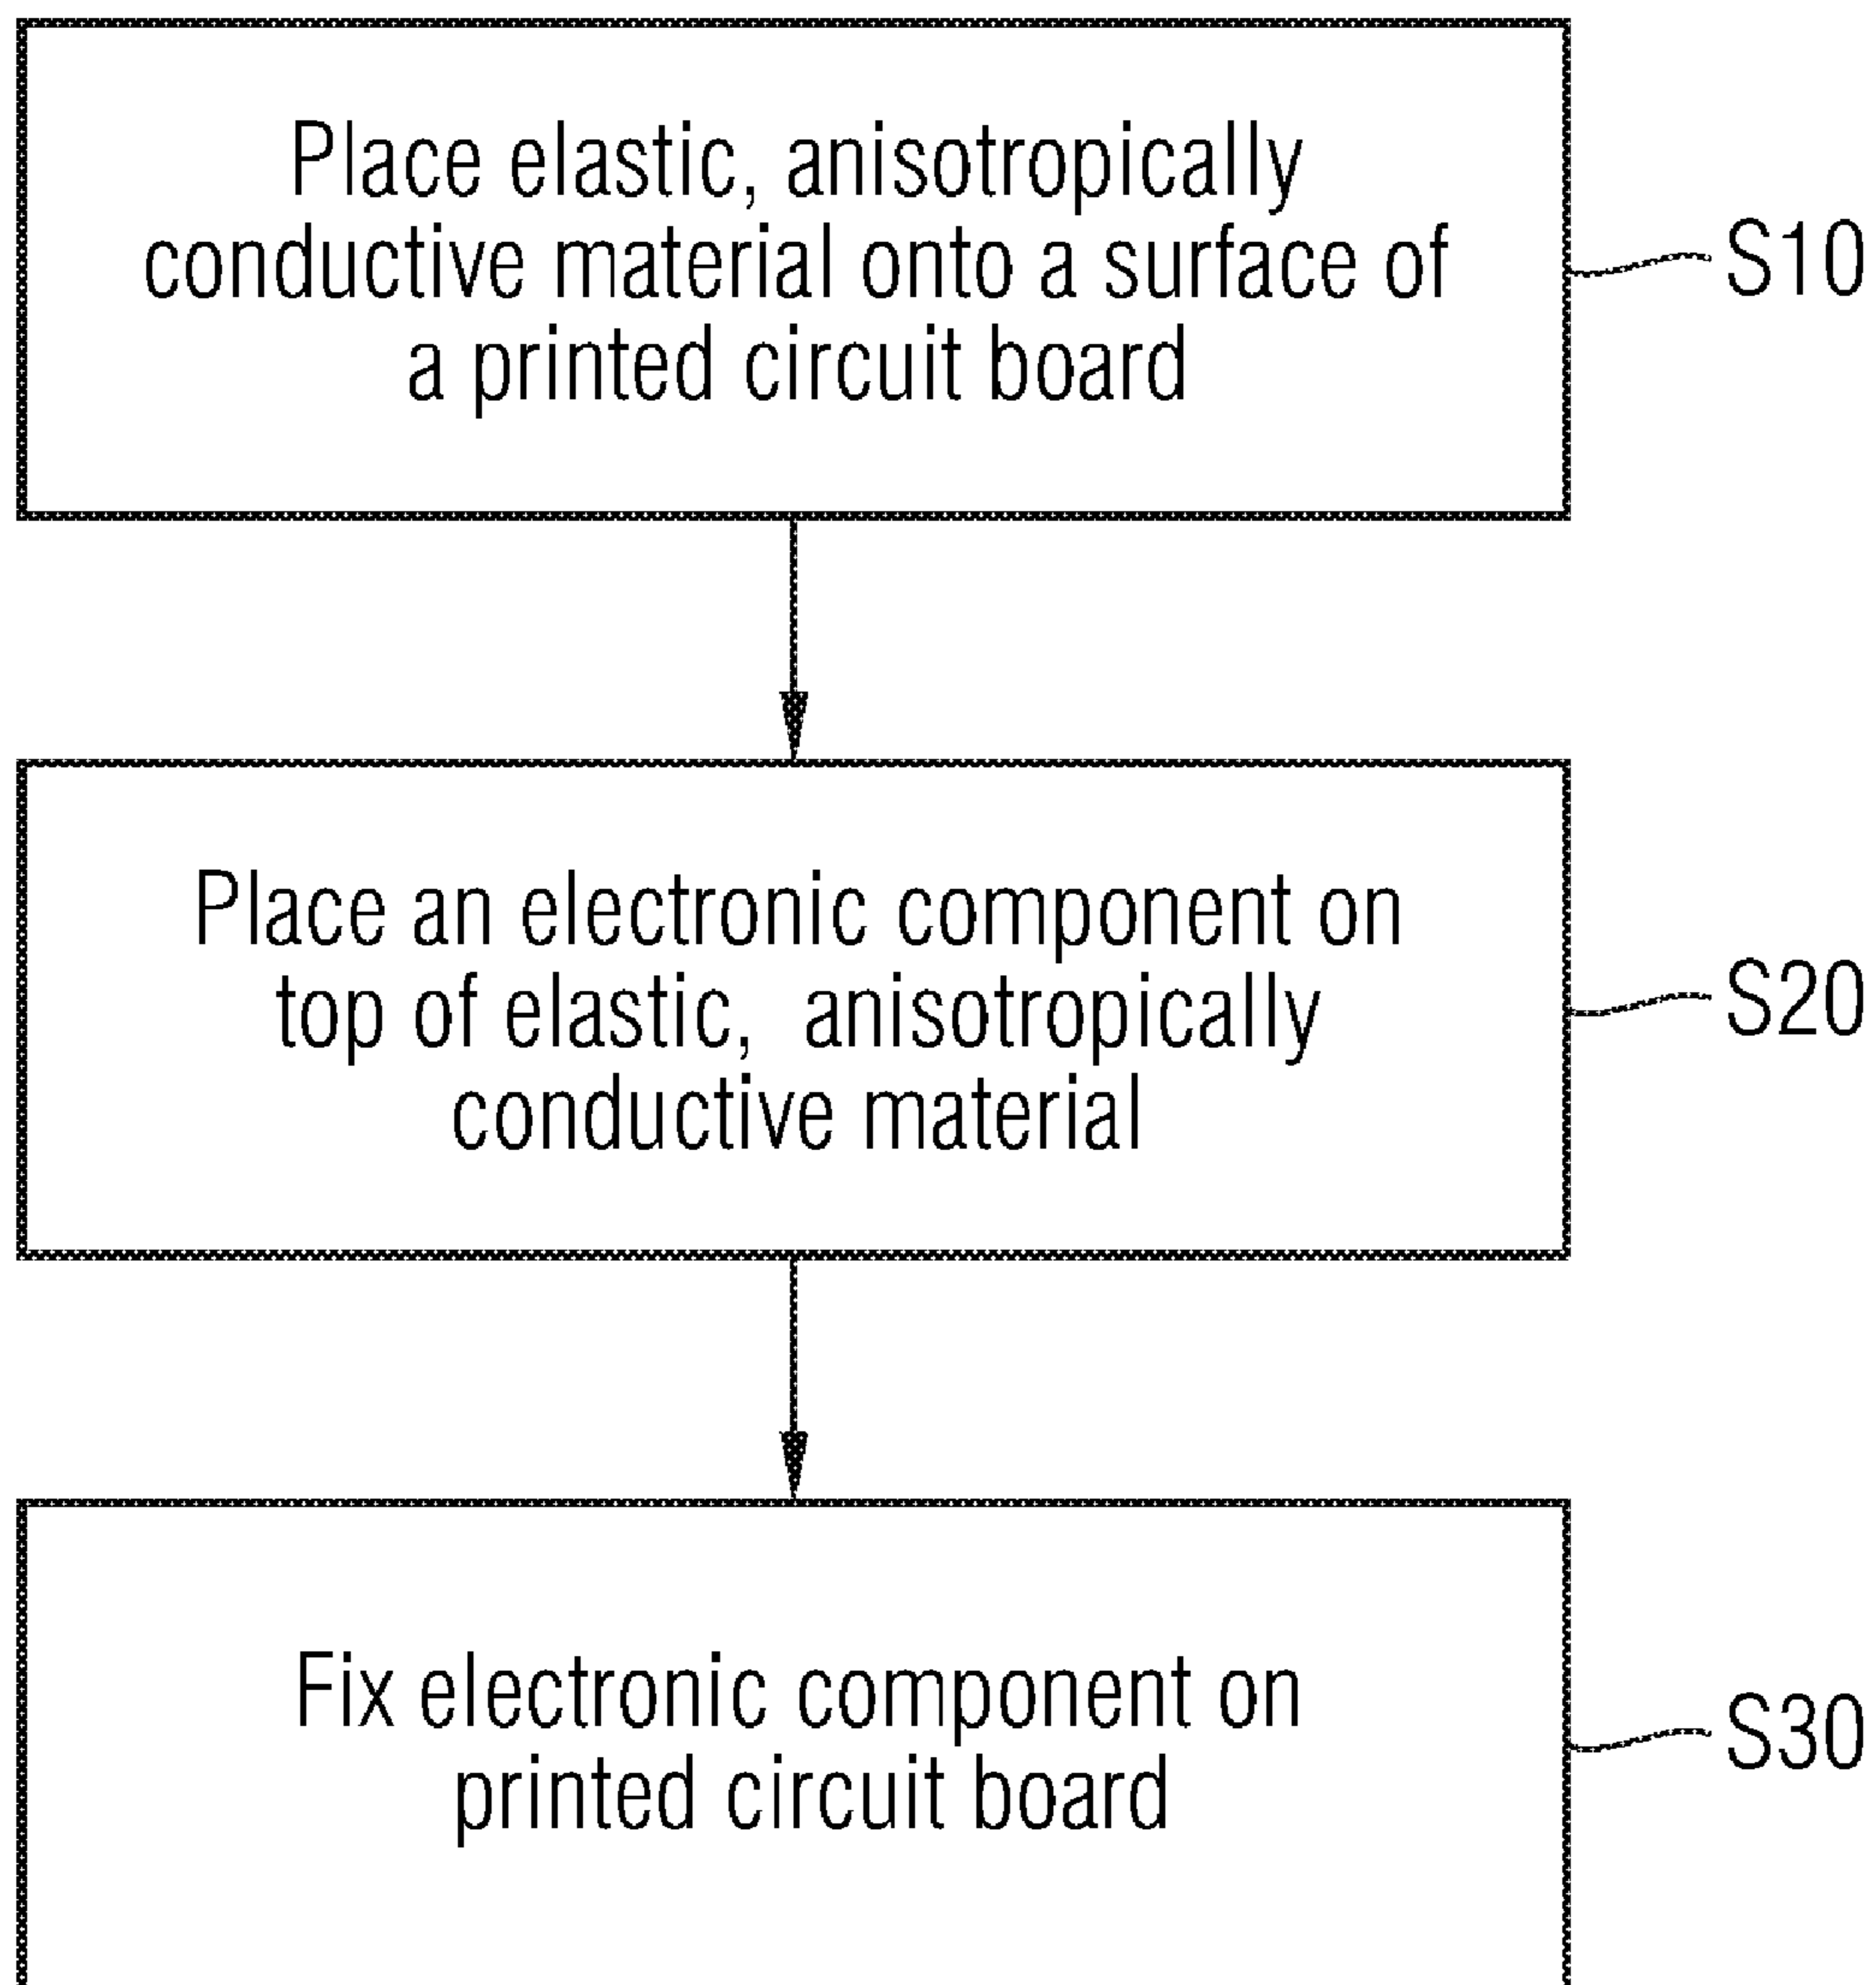 Place elastic, anisotropically
conductive material onto a surface of
a printed circuit board
S10
Place an electronic component on
top of elastic, anisotropically
conductive material
S20
Fix electronic component on
printed circuit board
S30